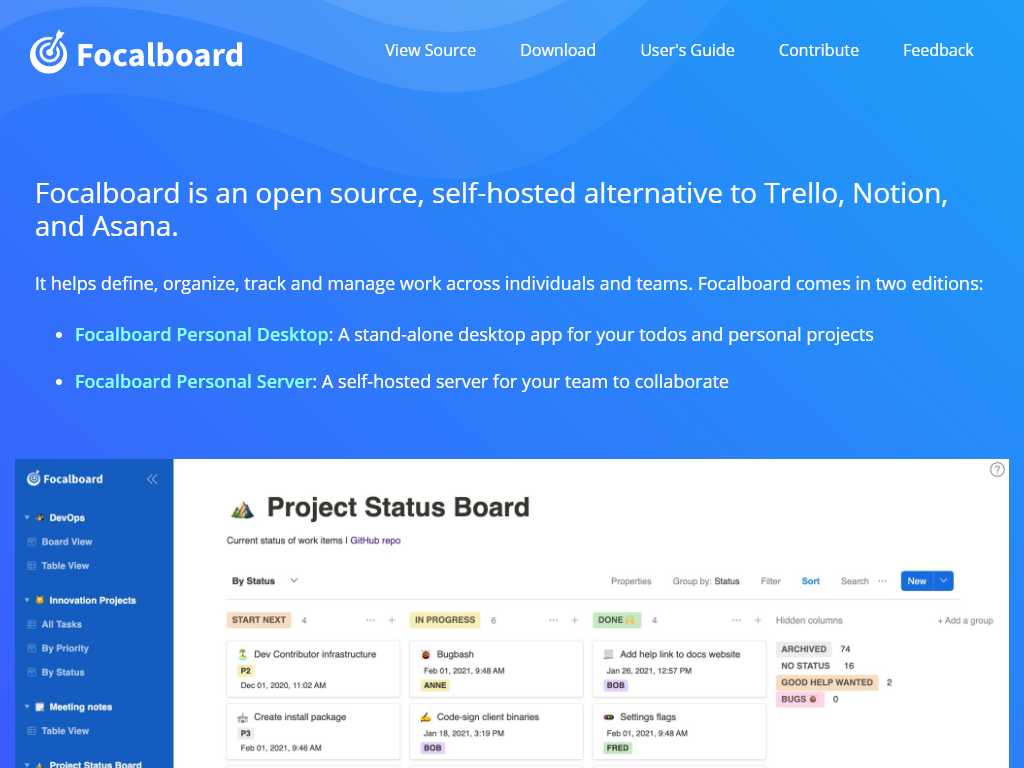 Focalboard
View Source
Download
User's Guide
Contribute
Feedback
Focalboard is an open source, self-hosted alternative to Trello, Notion,
and Asana.
It helps define, organize, track and manage work across individuals and teams. Focalboard comes in two editions:
• Focalboard Personal Desktop: A stand-alone desktop app for your todos and personal projects
• Focalboard Personal Server: A self-hosted server for your team to collaborate
Focalboard
DevOps
Board View
Table View
Innovation Projects
All Tasks
By Priority
By Status
Meeting notes
Table View
Project Status Board
?
Project Status Board
Current status of work items | GitHub repo
By Status
Properties
Group by: Status
Filter
Sort
Search
...
New
START NEXT 4 ... +
IN PROGRESS 6 ... +
DONE 🙌 4 ... +
Hidden columns
+ Add a group
Dev Contributor infrastructure
P2
Dec 01, 2020, 11:02 AM
Create install package
P3
Feb 01, 2021, 9:46 AM
Bugbash
Feb 01, 2021, 9:48 AM
ANNE
Code-sign client binaries
Jan 18, 2021, 3:19 PM
BOB
Add help link to docs website
Jan 26, 2021, 12:57 PM
BOB
Settings flags
Feb 01, 2021, 9:48 AM
FRED
ARCHIVED 74
NO STATUS 16
GOOD HELP WANTED 2
BUGS 🐞 0